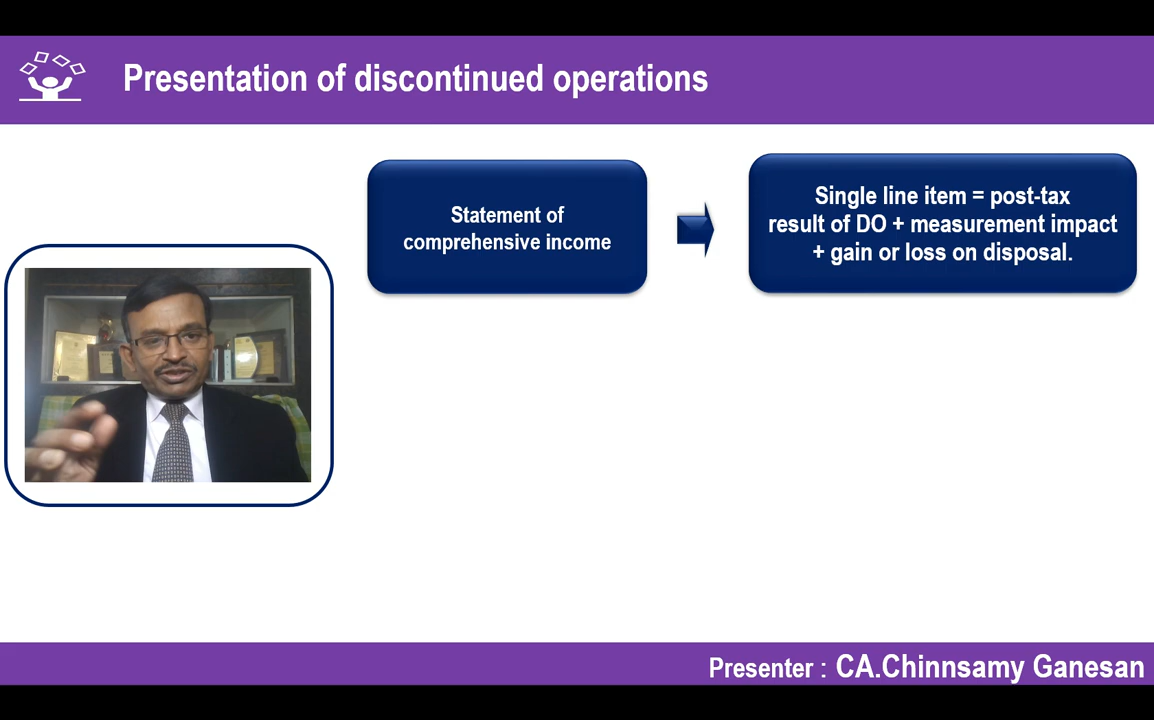 Presentation of discontinued operations
Statement of
comprehensive income
Single line item = post-tax
result of DO + measurement impact
+ gain or loss on disposal.
Presenter : CA.Chinnsamy Ganesan